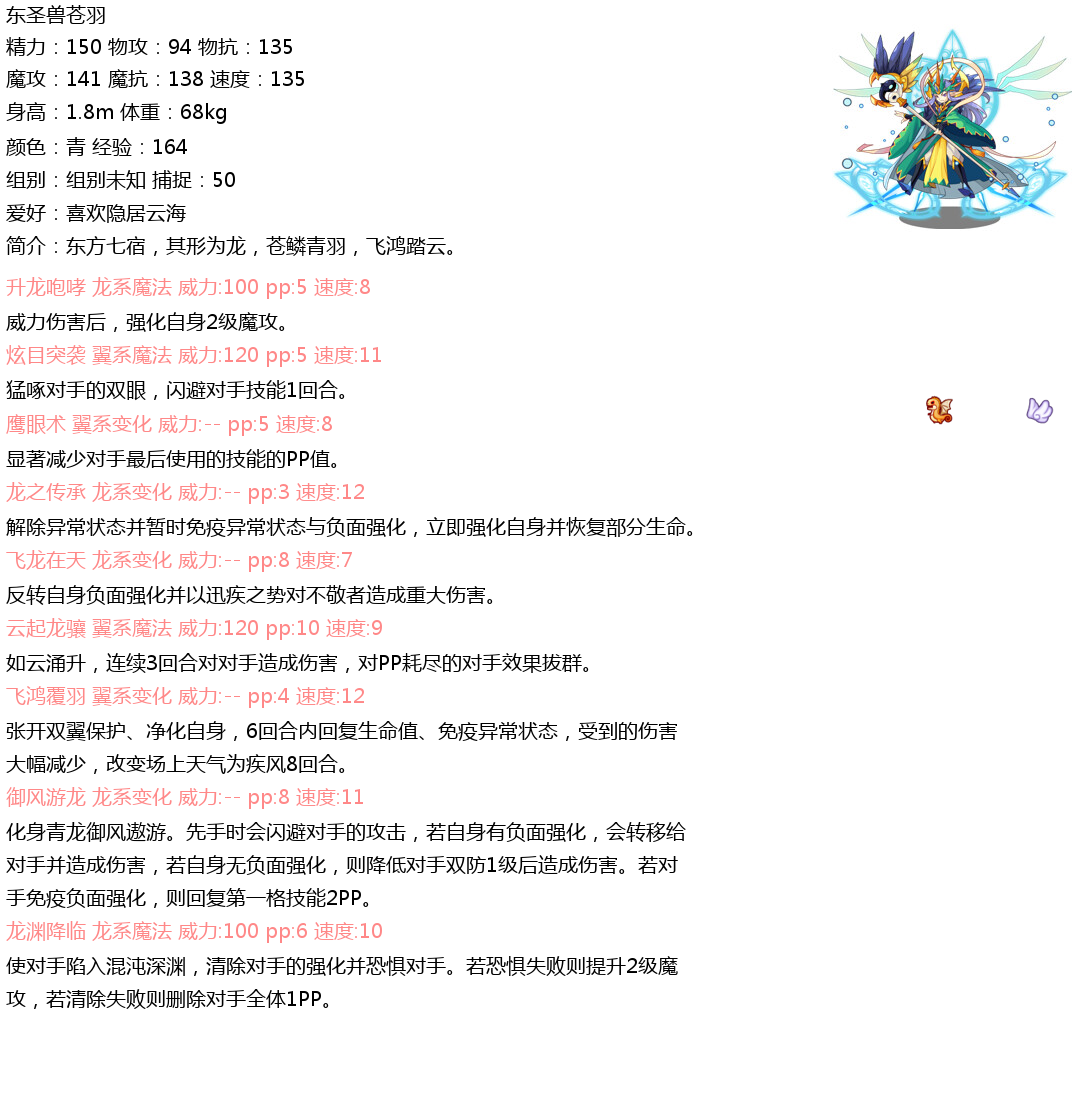 东圣兽苍羽
精力：150 物攻：94 物抗：135
魔攻：141 魔抗：138 速度：135
身高：1.8m 体重：68kg
颜色：青 经验：164
组别：组别未知 捕捉：50
爱好：喜欢隐居云海
简介：东方七宿，其形为龙，苍鳞青羽，飞鸿踏云。
升龙咆哮 龙系魔法 威力:100 pp:5 速度:8
威力伤害后，强化自身2级魔攻。
炫目突袭 翼系魔法 威力:120 pp:5 速度:11
猛啄对手的双眼，闪避对手技能1回合。
鹰眼术 翼系变化 威力:-- pp:5 速度:8
显著减少对手最后使用的技能的PP值。
龙之传承 龙系变化 威力:-- pp:3 速度:12
解除异常状态并暂时免疫异常状态与负面强化，立即强化自身并恢复部分生命。
飞龙在天 龙系变化 威力:-- pp:8 速度:7
反转自身负面强化并以迅疾之势对不敬者造成重大伤害。
云起龙骧 翼系魔法 威力:120 pp:10 速度:9
如云涌升，连续3回合对对手造成伤害，对PP耗尽的对手效果拔群。
飞鸿覆羽 翼系变化 威力:-- pp:4 速度:12
张开双翼保护、净化自身，6回合内回复生命值、免疫异常状态，受到的伤害
大幅减少，改变场上天气为疾风8回合。
御风游龙 龙系变化 威力:-- pp:8 速度:11
化身青龙御风遨游。先手时会闪避对手的攻击，若自身有负面强化，会转移给
对手并造成伤害，若自身无负面强化，则降低对手双防1级后造成伤害。若对
手免疫负面强化，则回复第一格技能2PP。
龙渊降临 龙系魔法 威力:100 pp:6 速度:10
使对手陷入混沌深渊，清除对手的强化并恐惧对手。若恐惧失败则提升2级魔
攻，若清除失败则删除对手全体1PP。